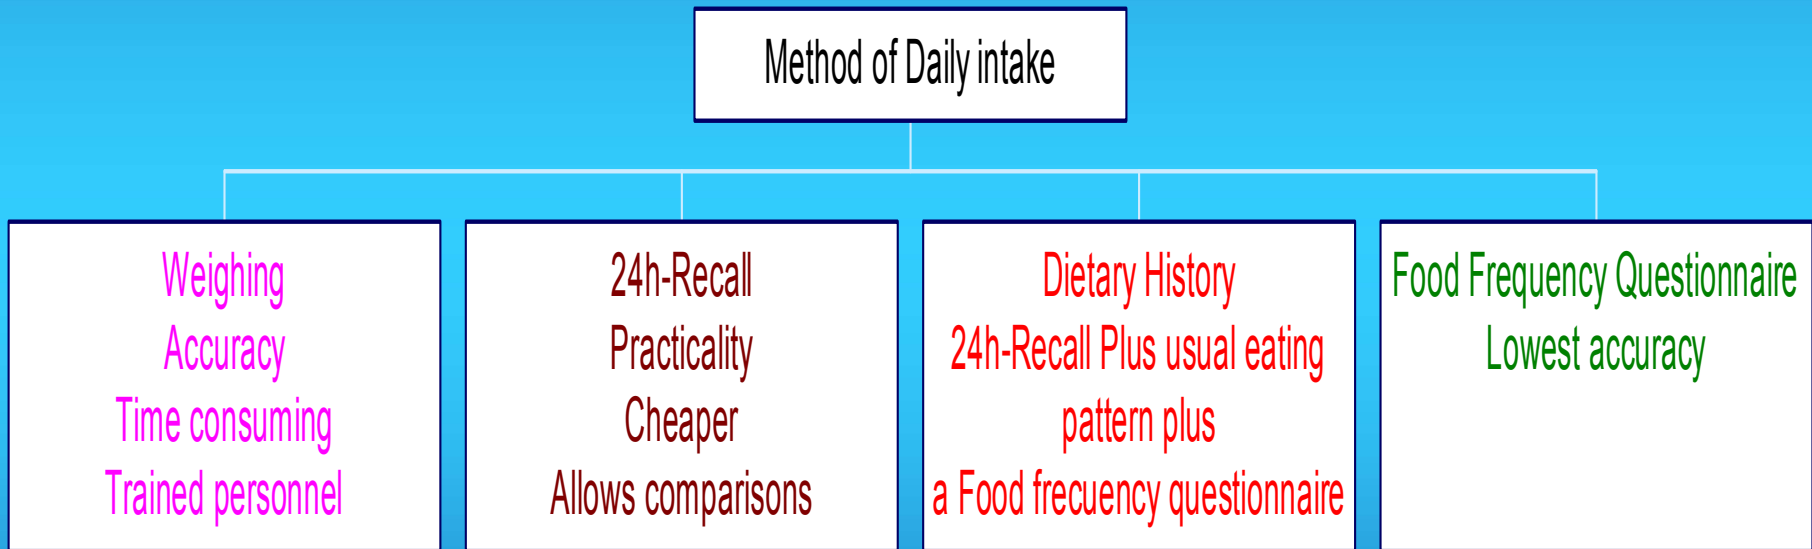 Method of Daily intake
Weighing
Accuracy
Time consuming
Trained personnel
24h-Recall
Practicality
Cheaper
Allows comparisons
Dietary History
24h-Recall Plus usual eating
pattern plus
a Food frecuency questionnaire
Food Frequency Questionnaire
Lowest accuracy